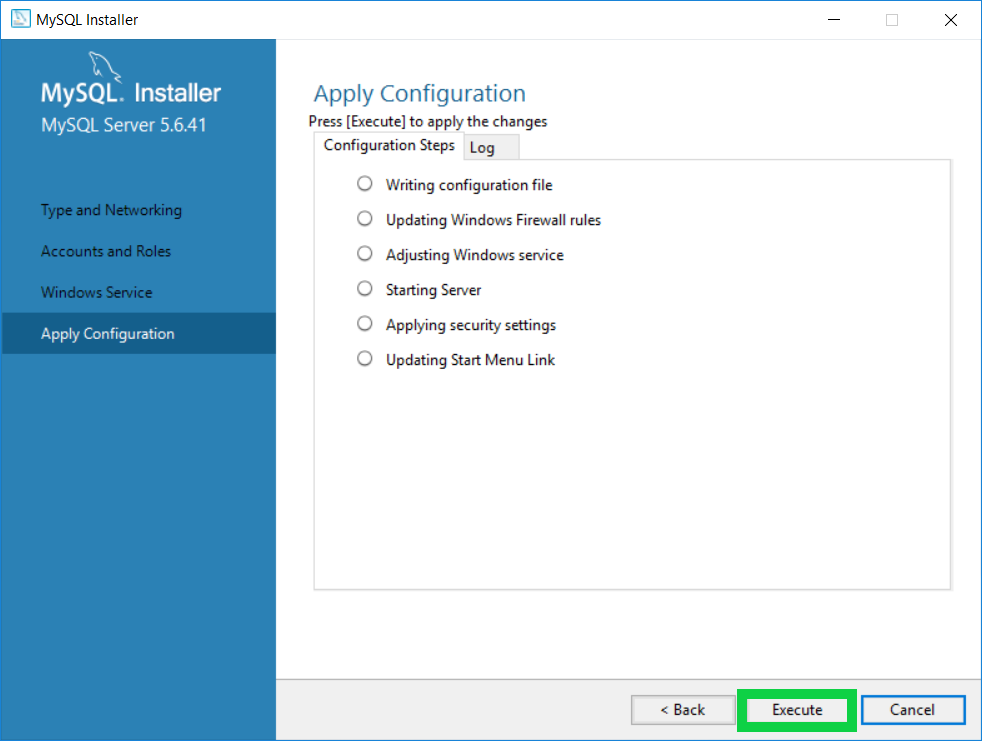 MySQL Installer
MySQL. Installer
MySQL Server 5.6.41
Type and Networking
Accounts and Roles
Windows Service
Apply Configuration
Apply Configuration
Press [Execute] to apply the changes
Configuration Steps
Log
Writing configuration file
Updating Windows Firewall rules
Adjusting Windows service
Starting Server
Applying security settings
Updating Start Menu Link
< Back
Execute
Cancel